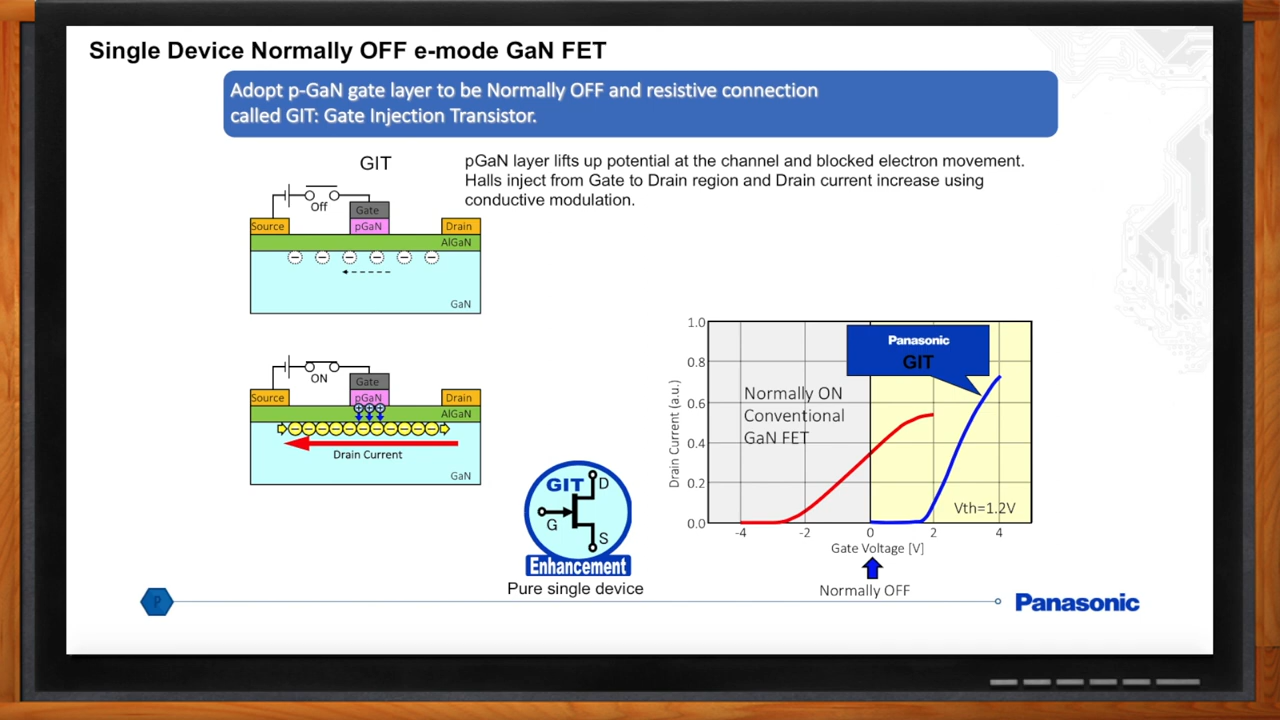 Single Device Normally OFF e-mode GaN FET
Adopt p-GaN gate layer to be Normally OFF and resistive connection
called GIT: Gate Injection Transistor.
GIT
pGaN layer lifts up potential at the channel and blocked electron movement.
Halls inject from Gate to Drain region and Drain current increase using
conductive modulation.
Off
Gate
Source
pGaN
Drain
AlGaN
GaN
ON
Gate
Source
pGaN
Drain
AlGaN
Drain Current
GaN
GIT
D
G
S
Enhancement
Pure single device
Drain Current (a.u.)
1.0
0.8
0.6
0.4
0.2
0.0
Panasonic
GIT
Normally ON
Conventional
GaN FET
Vth=1.2V
-4
-2
0
2
4
Gate Voltage [V]
Normally OFF
P
Panasonic